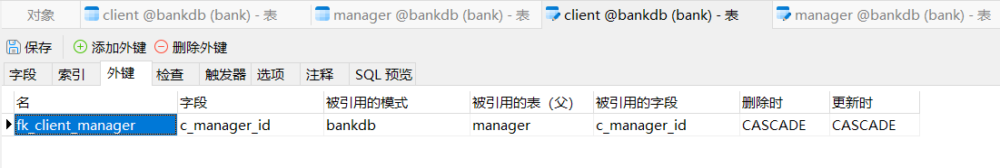 对象 client @bankdb (bank) - 表 manager @bankdb (bank) - 表 client @bankdb (bank) - 表 manager @bankdb (bank) - 表
保存 添加外键 删除外键
字段 索引 外键 检查 触发器 选项 注释 SQL 预览
名 字段 被引用的模式 被引用的表（父） 被引用的字段 删除时 更新时
fk_client_manager c_manager_id bankdb manager c_manager_id CASCADE CASCADE